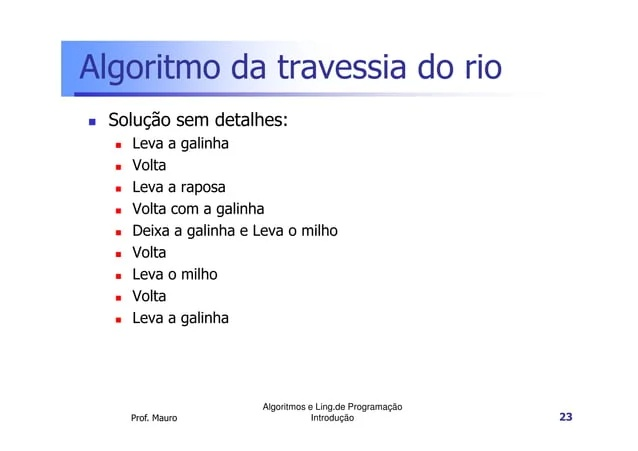 Algoritmo da travessia do rio
Solução sem detalhes:
Leva a galinha
Volta
Leva a raposa
Volta com a galinha
Deixa a galinha e Leva o milho
Volta
Leva o milho
Volta
Leva a galinha
Prof. Mauro
Algoritmos e Ling.de Programação
Introdução
23